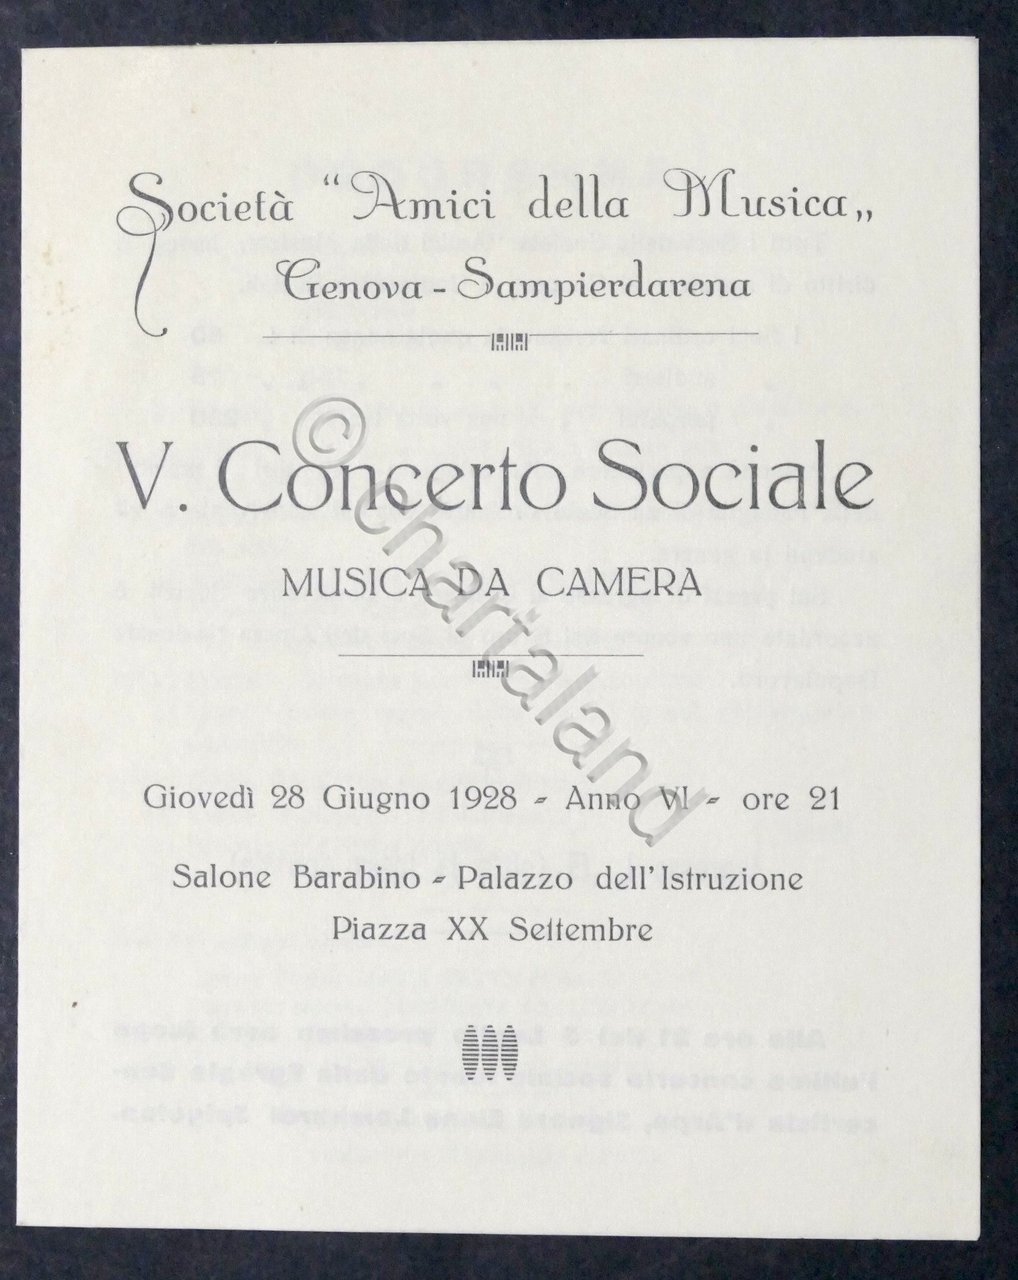 Società “Amici della Musica„
Genova - Sampierdarena
V. Concerto Sociale
MUSICA DA CAMERA
Giovedì 28 Giugno 1928 - Anno VI - ore 21
Salone Barabino - Palazzo dell'Istruzione
Piazza XX Settembre
© chartaland